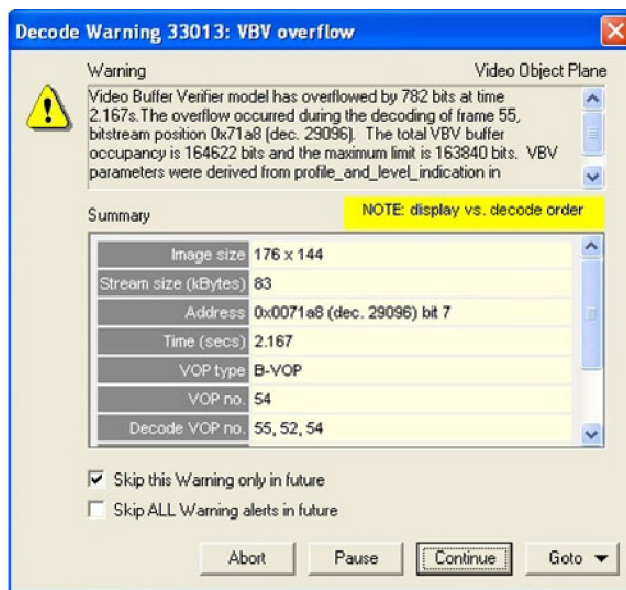 Decode Warning 33013: VBV overflow
Warning Video Object Plane
Video Buffer Verifier model has overflowed by 782 bits at time
2.167s. The overflow occurred during the decoding of frame 55,
bitstream position 0x71a8 (dec. 29096). The total VBV buffer
occupancy is 164622 bits and the maximum limit is 163840 bits. VBV
parameters were derived from profile_and_level_indication in
Summary NOTE: display vs. decode order
Image size 176 x 144
Stream size (kBytes) 83
Address 0x0071a8 (dec. 29096) bit 7
Time (secs) 2.167
VOP type B-VOP
VOP no. 54
Decode VOP no. 55, 52, 54
Skip this Warning only in future
Skip ALL Warning alerts in future
Abort Pause Continue Goto